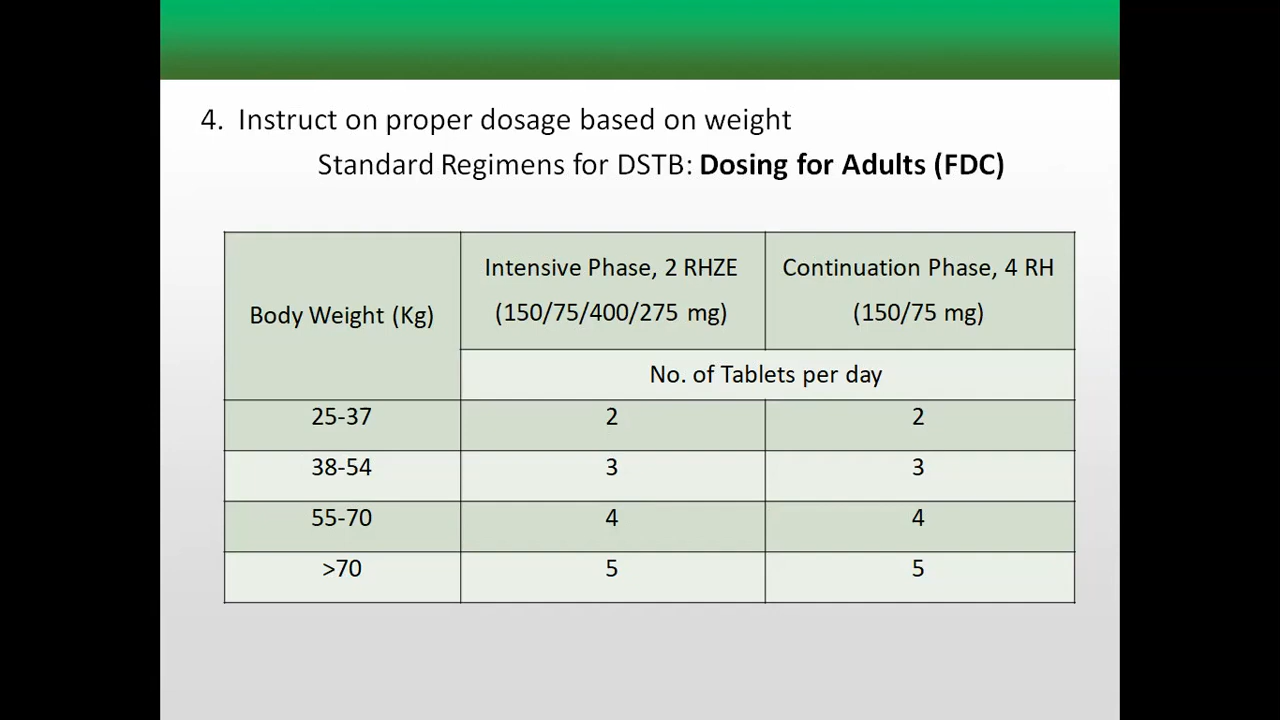 4. Instruct on proper dosage based on weight
Standard Regimens for DSTB: Dosing for Adults (FDC)
Body Weight (Kg)
Intensive Phase, 2 RHZE
(150/75/400/275 mg)
Continuation Phase, 4 RH
(150/75 mg)
No. of Tablets per day
25-37 2 2
38-54 3 3
55-70 4 4
>70 5 5